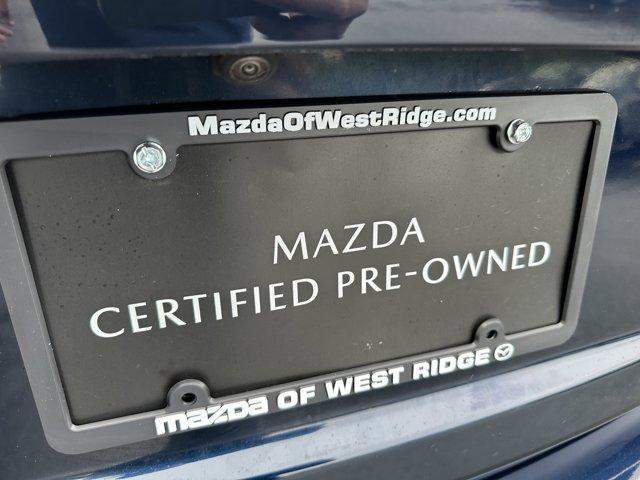 MazdaOfWestRidge.com
MAZDA
CERTIFIED PRE-OWNED
mazda OF WEST RIDGE